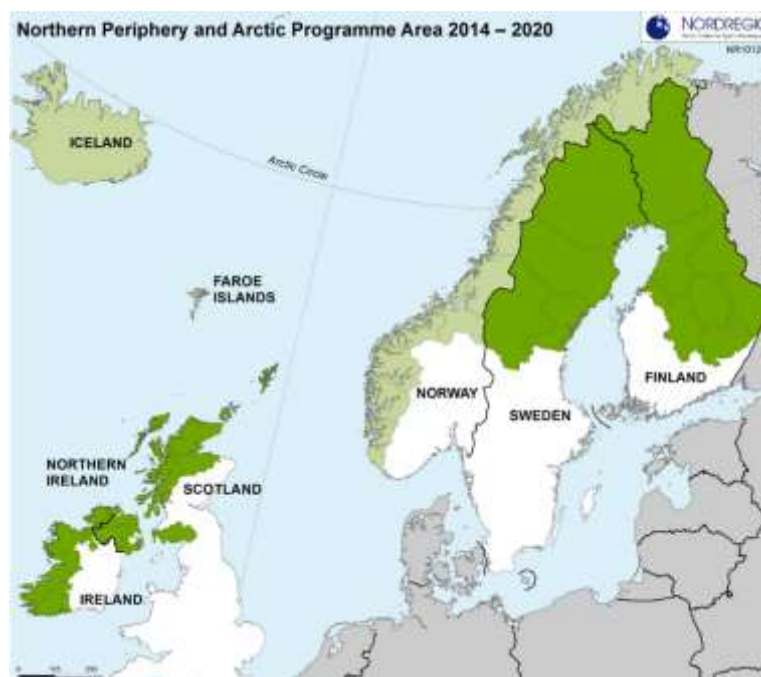 Northern Periphery and Arctic Programme Area 2014 – 2020
NORDREGIO
ICELAND
Arctic Circle
FAROE
ISLANDS
NORWAY
FINLAND
SWEDEN
NORTHERN
IRELAND
SCOTLAND
IRELAND
0